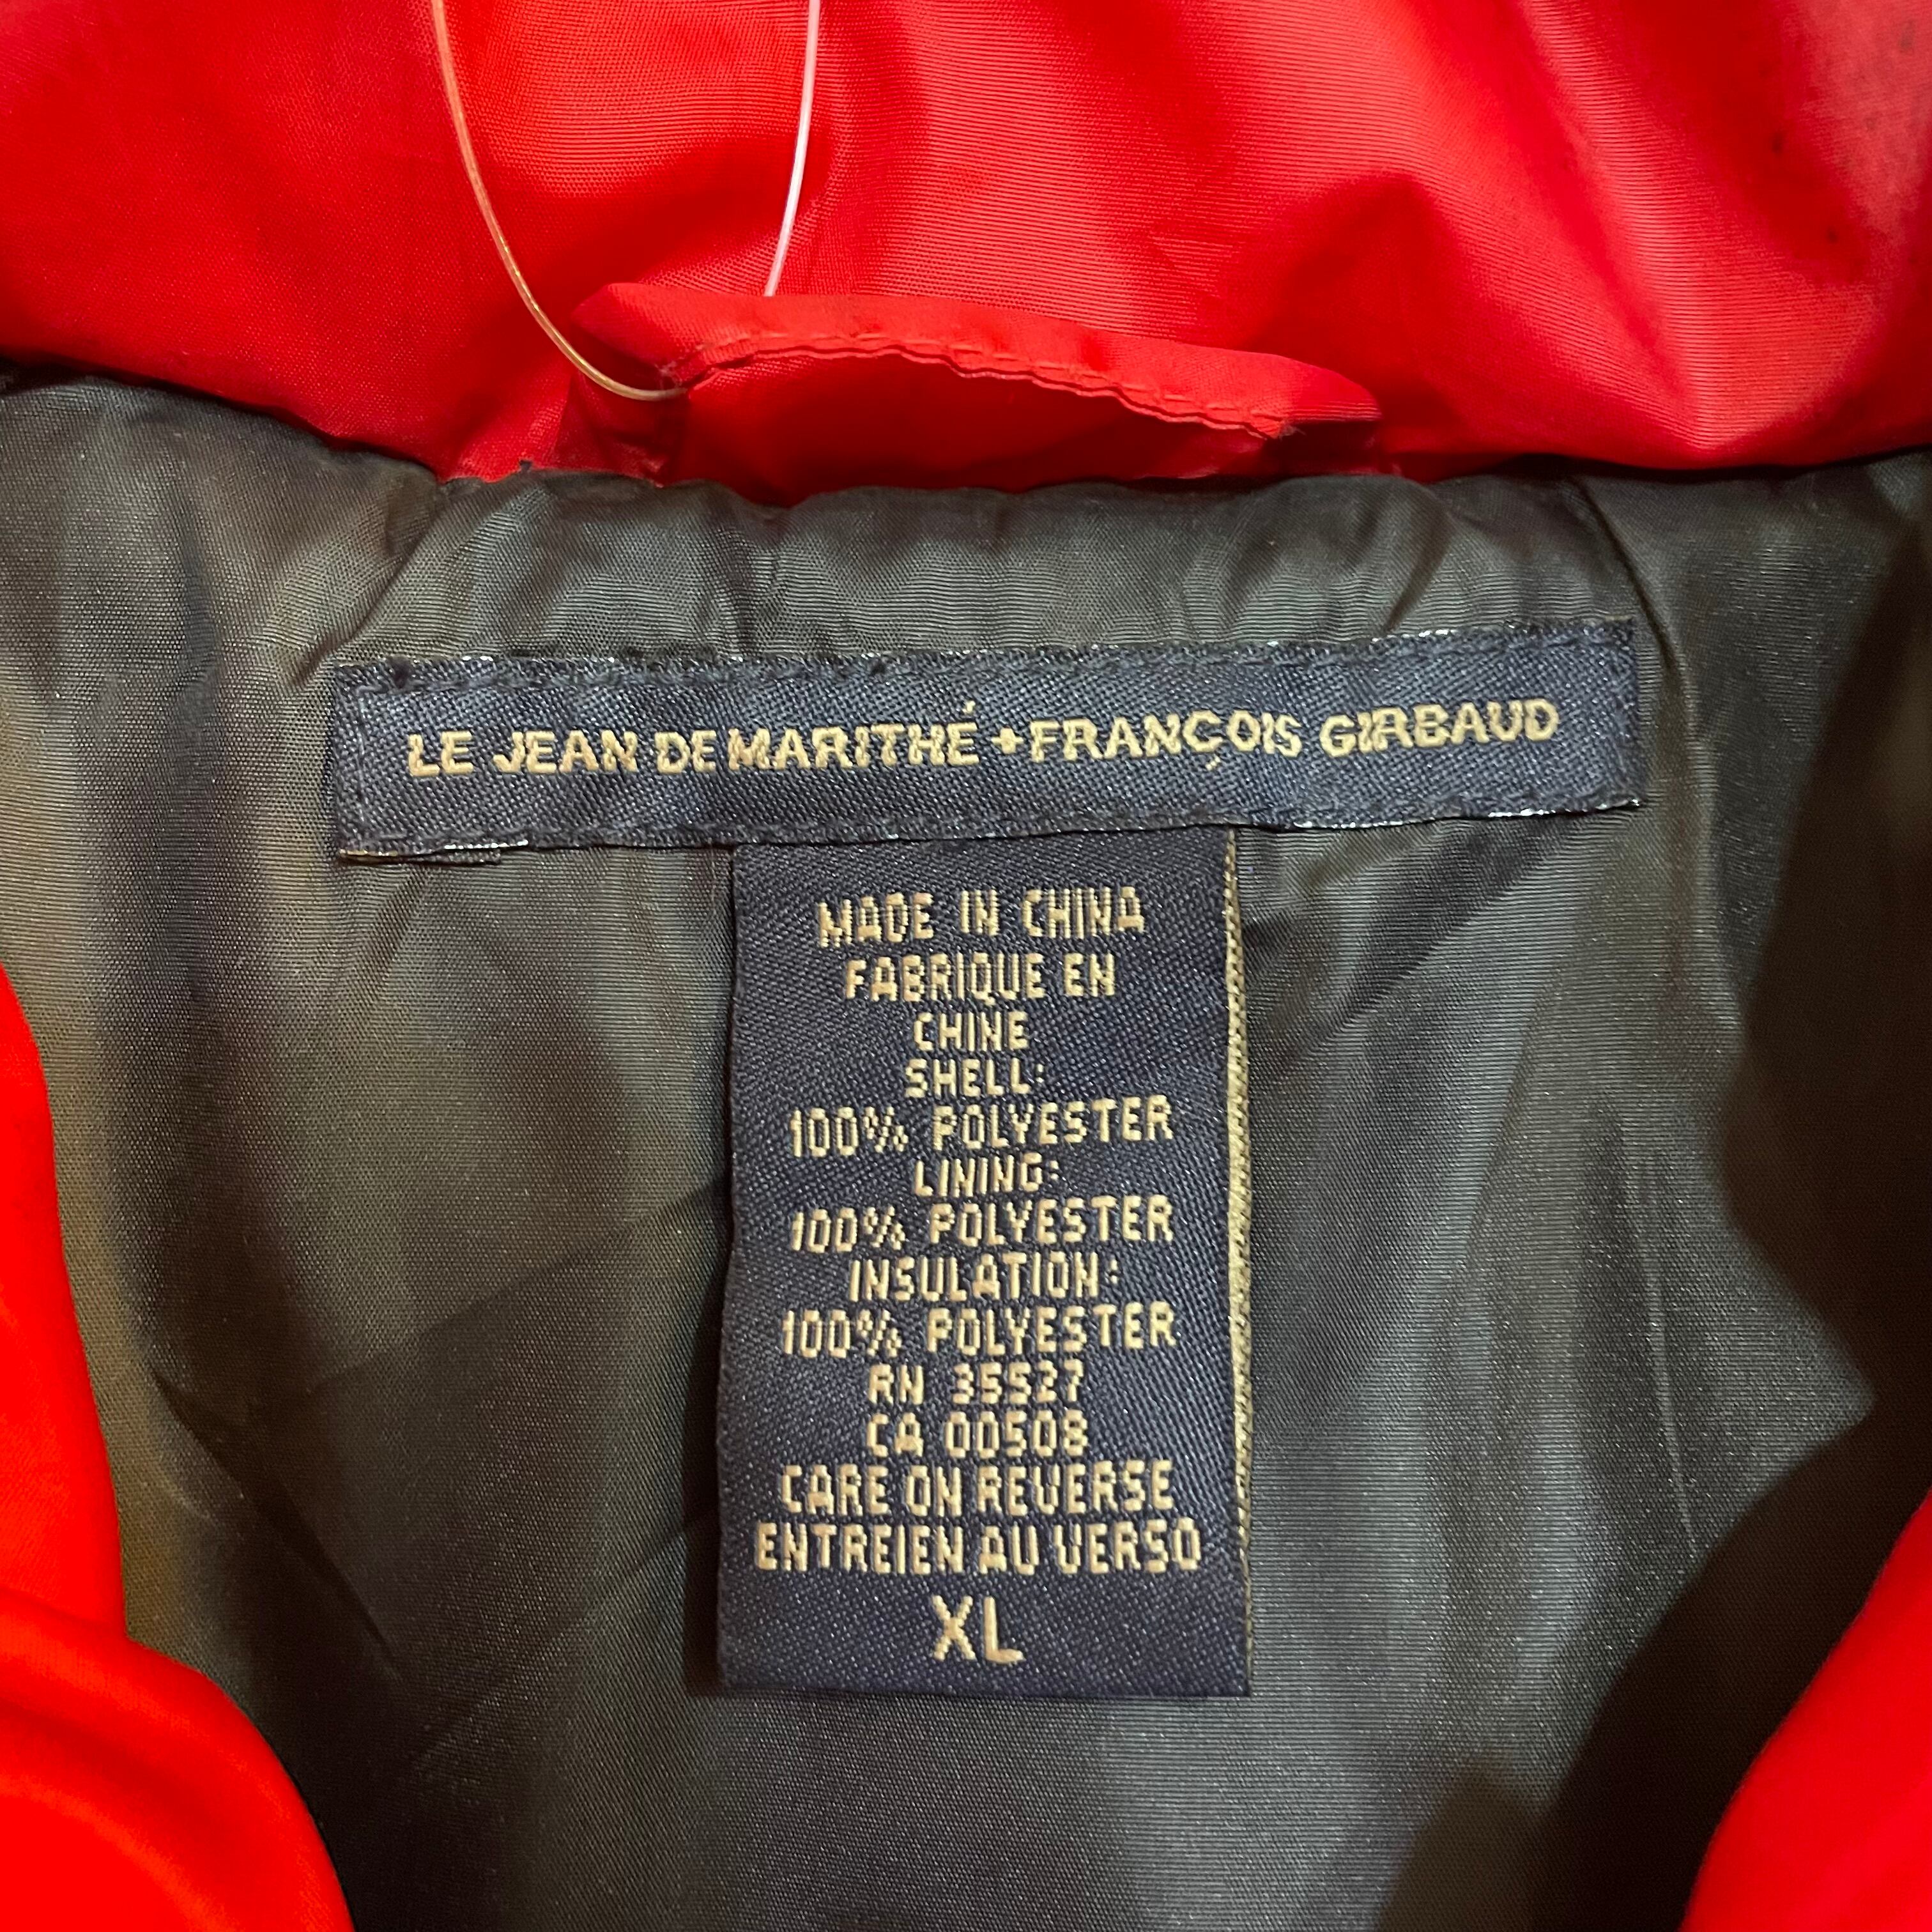 LE JEAN DE MARITHÉ + FRANÇOIS GIRBAUD
MADE IN CHINA
FABRIQUE EN
CHINE
SHELL:
100% POLYESTER
LINING:
100% POLYESTER
INSULATION:
100% POLYESTER
RN 35527
CA 00508
CARE ON REVERSE
ENTREIEN AU VERSO
XL